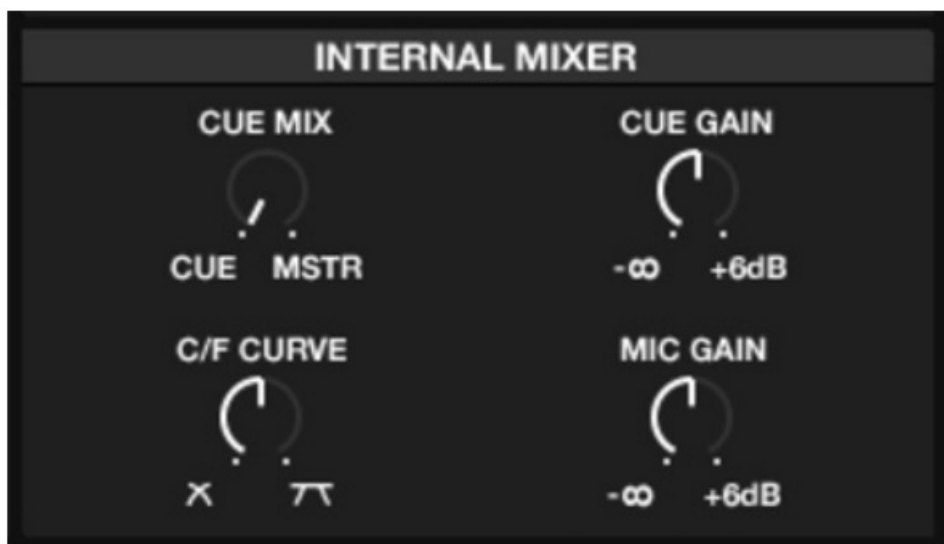 INTERNAL MIXER
CUE MIX
CUE GAIN
CUE MSTR
-∞ +6dB
C/F CURVE
MIC GAIN
-∞ +6dB